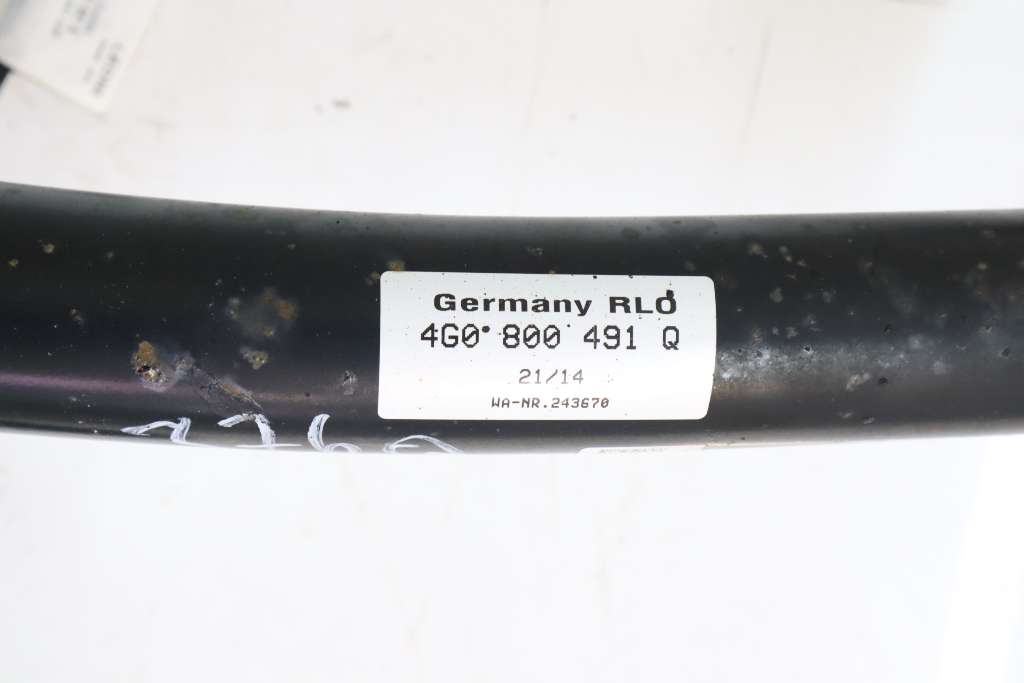 Germany RLO
4G0 800 491 Q
21/14
WA-NR.243670